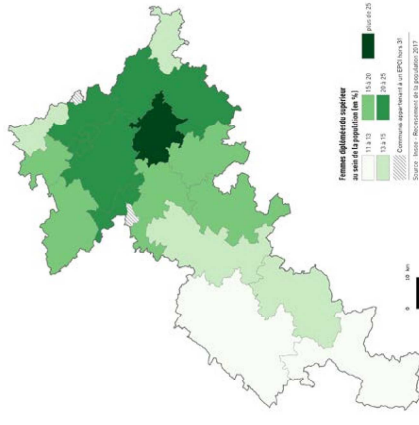 Femmes diplômées du supérieur
au sein de la population (en %)
11 à 13
13 à 15
15 à 20
20 à 25
plus de 25
Commune appartenant à un EPCI hors 31
Source : Insee - Recensement de la population 2017
0 10 km